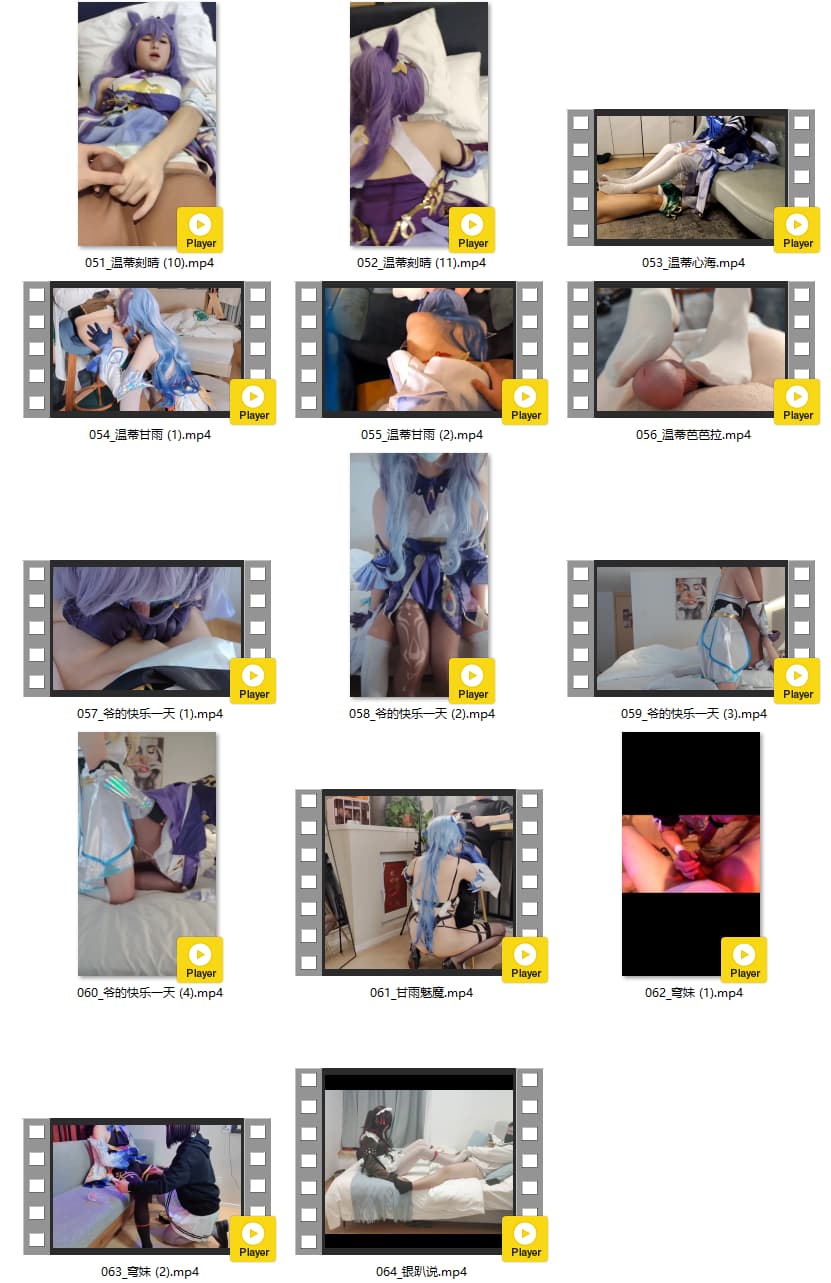 Player
Player
Player
051_温蒂刻晴 (10).mp4
052_温蒂刻晴 (11).mp4
053_温蒂心海.mp4
Player
Player
Player
054_温蒂甘雨 (1).mp4
055_温蒂甘雨 (2).mp4
056_温蒂芭芭拉.mp4
Player
Player
Player
057_爷的快乐一天 (1).mp4
058_爷的快乐一天 (2).mp4
059_爷的快乐一天 (3).mp4
Player
Player
Player
060_爷的快乐一天 (4).mp4
061_甘雨魅魔.mp4
062_穹妹 (1).mp4
Player
Player
063_穹妹 (2).mp4
064_银趴说.mp4